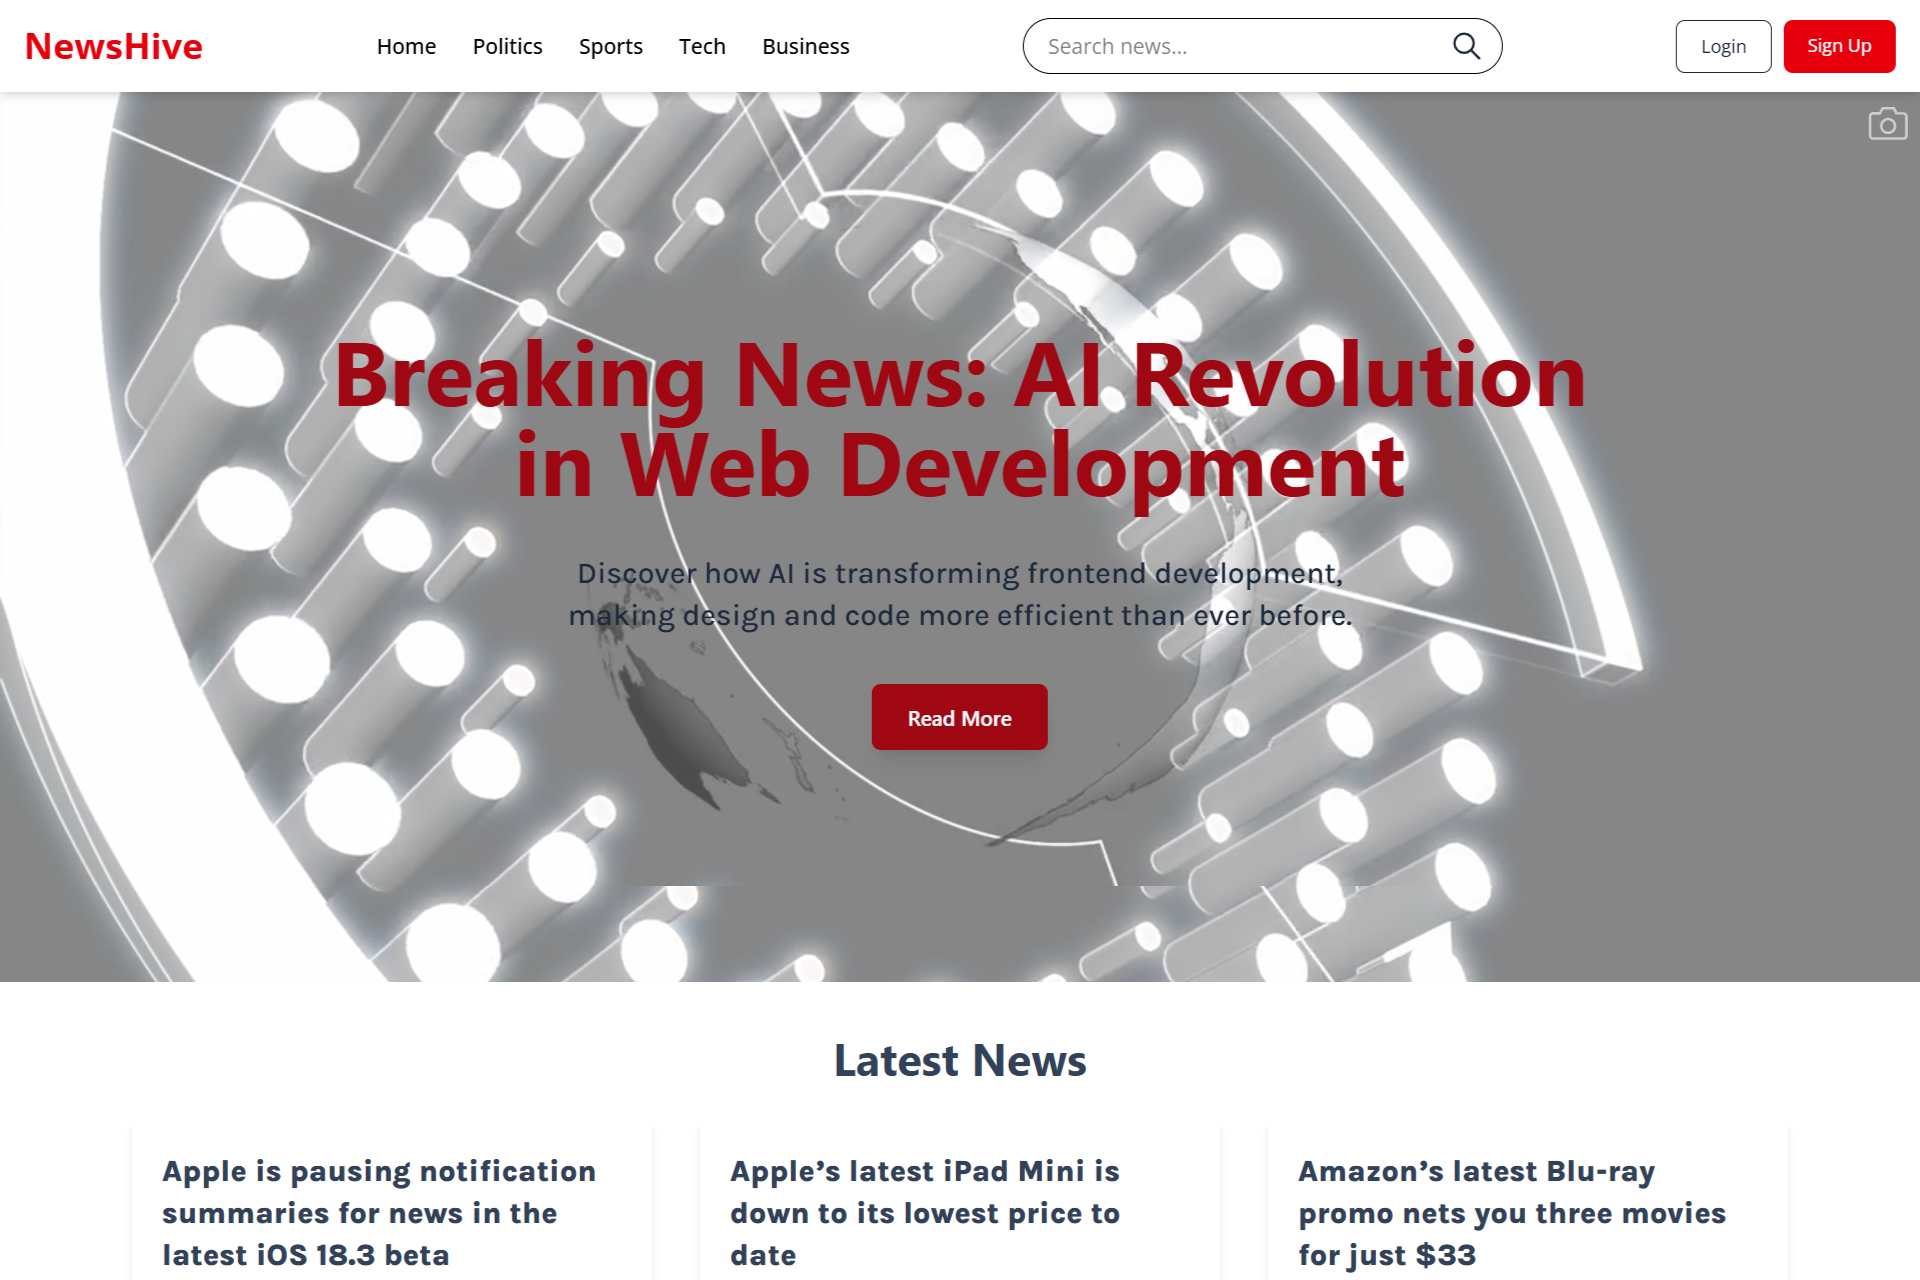 NewsHive
Home Politics Sports Tech Business
Search news...
Login
Sign Up
Breaking News: AI Revolution
in Web Development
Discover how AI is transforming frontend development,
making design and code more efficient than ever before.
Read More
Latest News
Apple is pausing notification
summaries for news in the
latest iOS 18.3 beta
Apple’s latest iPad Mini is
down to its lowest price to
date
Amazon’s latest Blu-ray
promo nets you three movies
for just $33